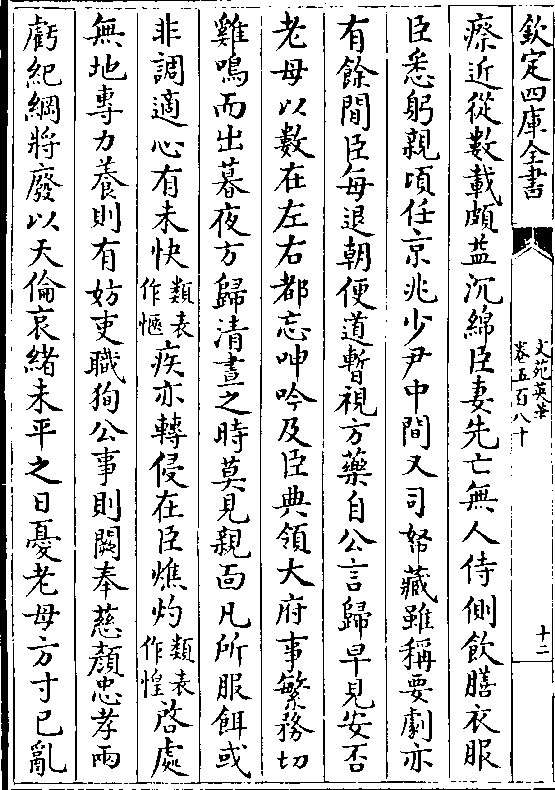 欽定四庫全書
文苑英華
卷五百八十
十二
瘵近從數載頗益沉綿臣妻先亡無人侍側飲膳衣服
臣悉躬親頃任京兆少尹中間又司帑藏雖稱要劇亦
有餘閒臣每退朝便道暫視方藥自公言歸早見安否
老母以數在左右都忘呻吟及臣典領大府事繁務切
雞鳴而出暮夜方歸清晝之時莫見親面凡所服餌或
非調適心有未快類表作愜疾亦轉侵在臣燋灼類表作惶啓處
無地專力養則有妨吏職狥公事則闕奉慈顏忠孝兩
虧紀綱將廢以天倫哀緒未平之日憂老母方寸已亂